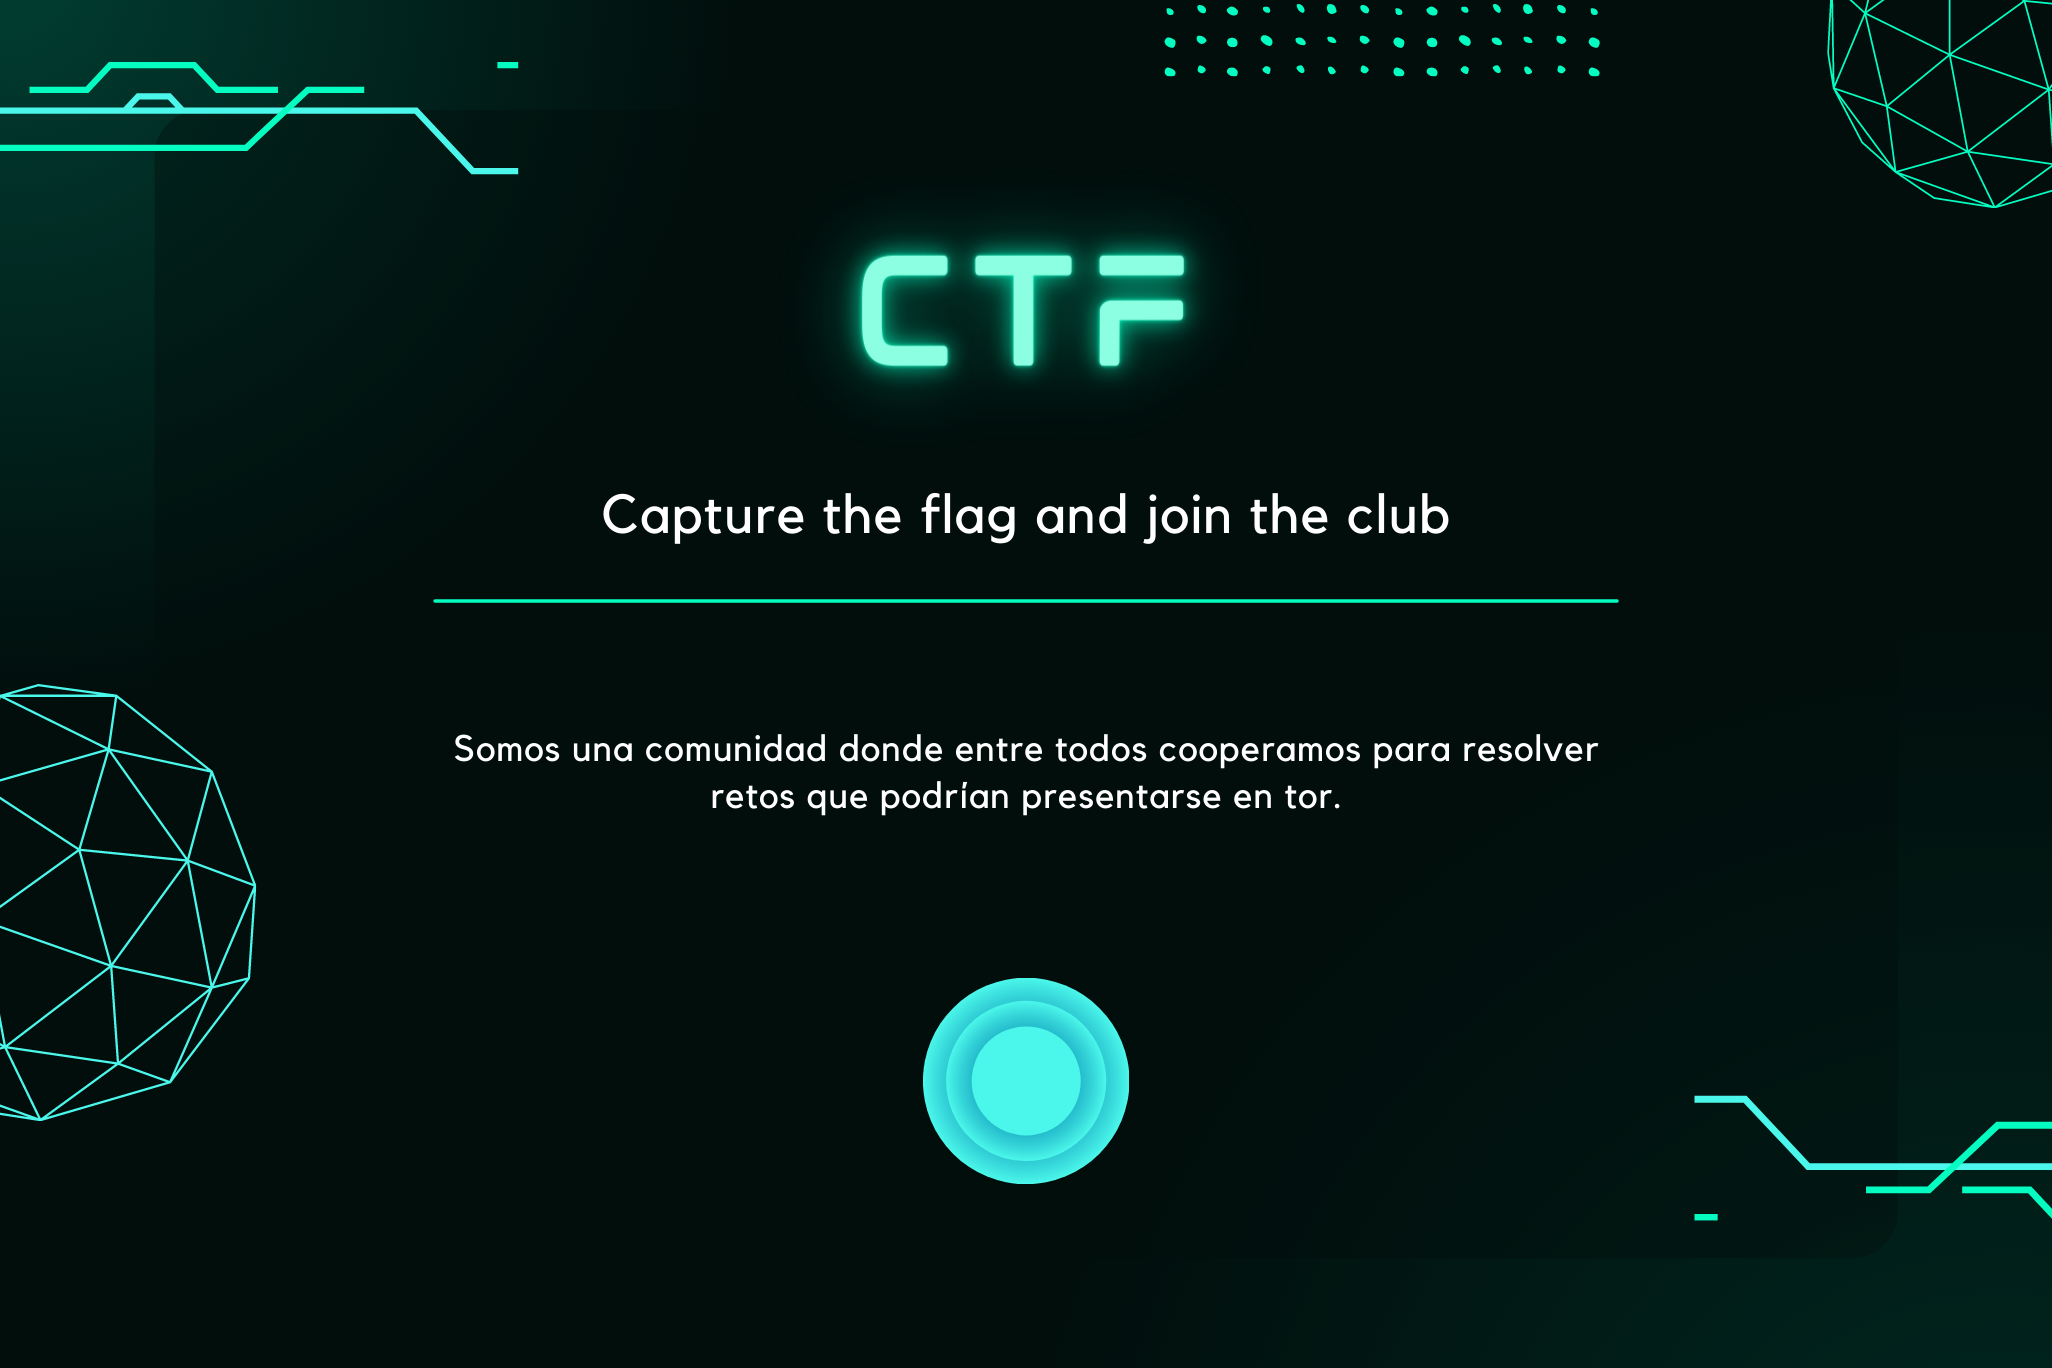 CTF
Capture the flag and join the club
Somos una comunidad donde entre todos cooperamos para resolver
retos que podrían presentarse en tor.